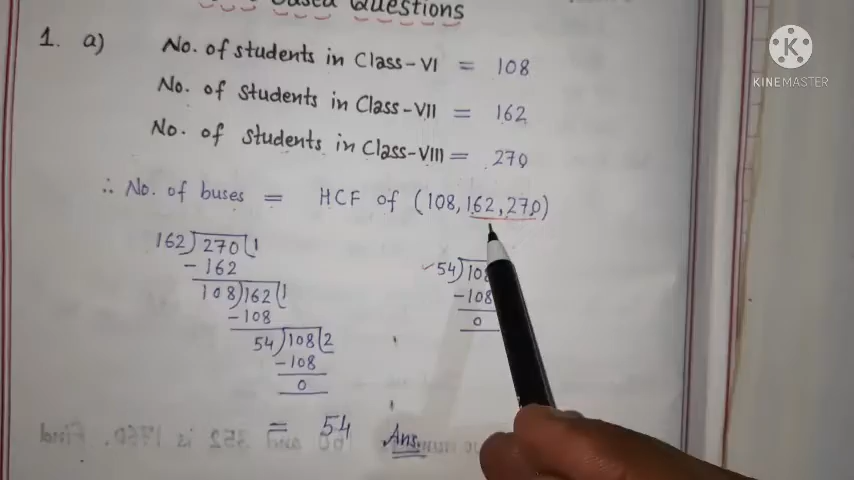 Based Questions
KINEMASTER
1. a) No. of students in Class-VI = 108
No. of students in Class-VII = 162
No. of students in Class-VIII = 270
∴ No. of buses = HCF of (108, 162, 270)
162)270(1
-162
108)162(1
-108
54)108(2
-108
0
✓54)108
-108
0
= 54 Ans.